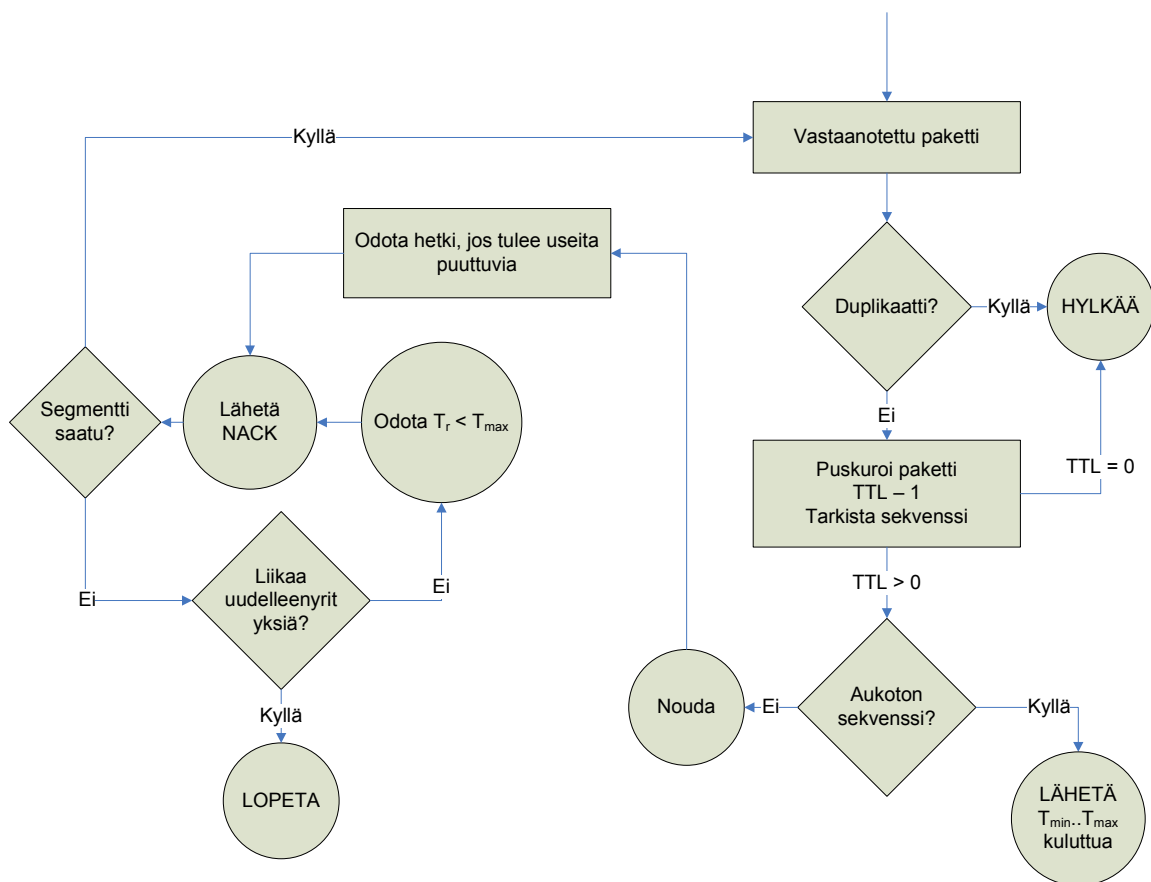 Kyllä
Vastaanotettu paketti
Odota hetki, jos tulee useita
puuttuvia
Duplikaatti?
Kyllä
HYLKÄÄ
Segmentti
saatu?
Lähetä
NACK
Odota Tr < Tmax
Ei
Puskuroi paketti
TTL – 1
Tarkista sekvenssi
TTL = 0
Ei
Liikaa
uudelleenyrit
yksiä?
Ei
TTL > 0
Kyllä
Nouda
Ei
Aukoton
sekvenssi?
Kyllä
LOPETA
LÄHETÄ
Tmin..Tmax
kuluttua